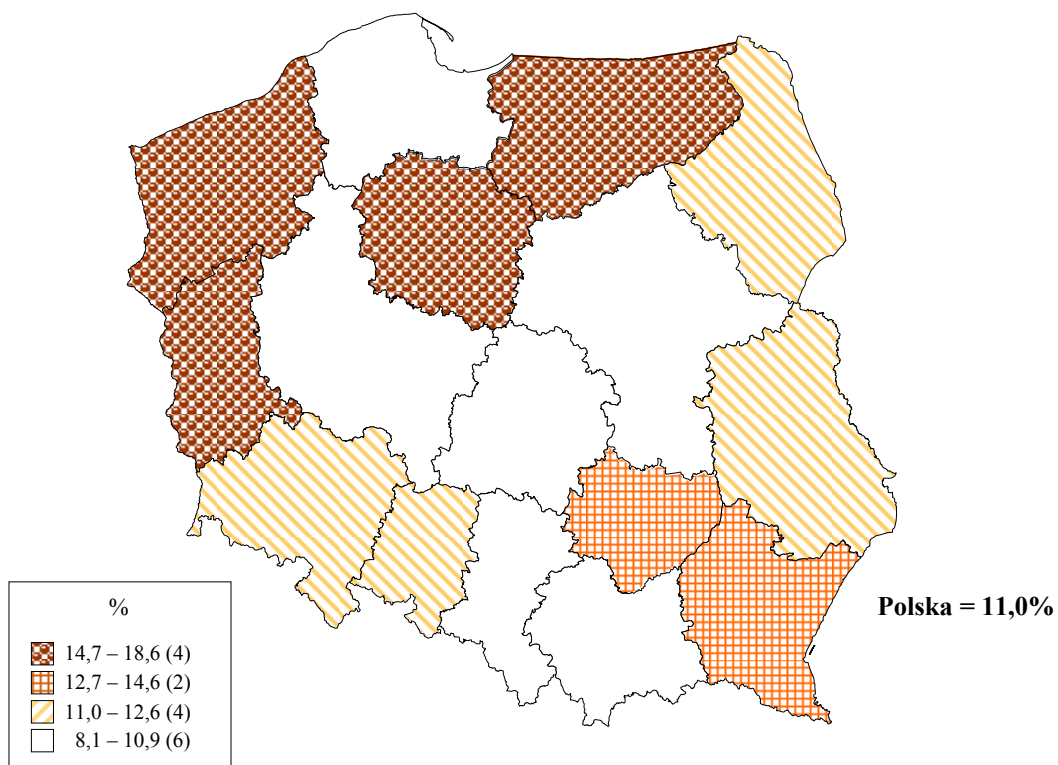 %
14,7 – 18,6 (4)
12,7 – 14,6 (2)
11,0 – 12,6 (4)
8,1 – 10,9 (6)
Polska = 11,0%